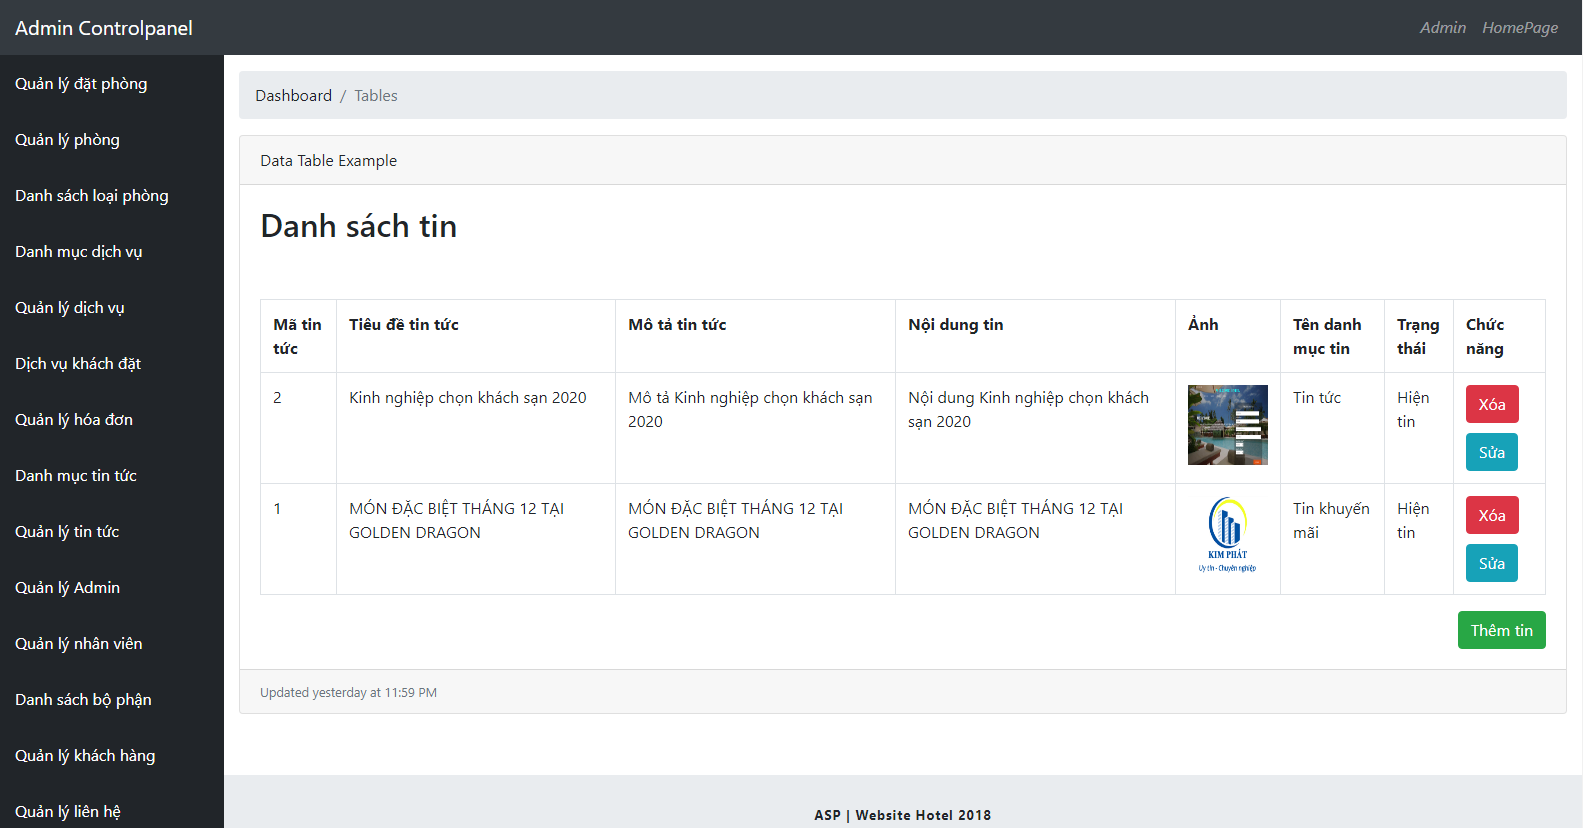 Admin Controlpanel
Admin HomePage
Quản lý đặt phòng
Quản lý phòng
Danh sách loại phòng
Danh mục dịch vụ
Quản lý dịch vụ
Dịch vụ khách đặt
Quản lý hóa đơn
Danh mục tin tức
Quản lý tin tức
Quản lý Admin
Quản lý nhân viên
Danh sách bộ phận
Quản lý khách hàng
Quản lý liên hệ
Dashboard / Tables
Data Table Example
Danh sách tin
Mã tin
tức
Tiêu đề tin tức
Mô tả tin tức
Nội dung tin
Ảnh
Tên danh
mục tin
Trạng
thái
Chức
năng
2
Kinh nghiệp chọn khách sạn 2020
Mô tả Kinh nghiệp chọn khách sạn
2020
Nội dung Kinh nghiệp chọn khách
sạn 2020
Tin tức
Hiện
tin
Xóa
Sửa
1
MÓN ĐẶC BIỆT THÁNG 12 TẠI
GOLDEN DRAGON
MÓN ĐẶC BIỆT THÁNG 12 TẠI
GOLDEN DRAGON
MÓN ĐẶC BIỆT THÁNG 12 TẠI
GOLDEN DRAGON
KIM PHÁT
Uy tín - Chuyên nghiệp
Tin khuyến
mãi
Hiện
tin
Xóa
Sửa
Thêm tin
Updated yesterday at 11:59 PM
ASP | Website Hotel 2018